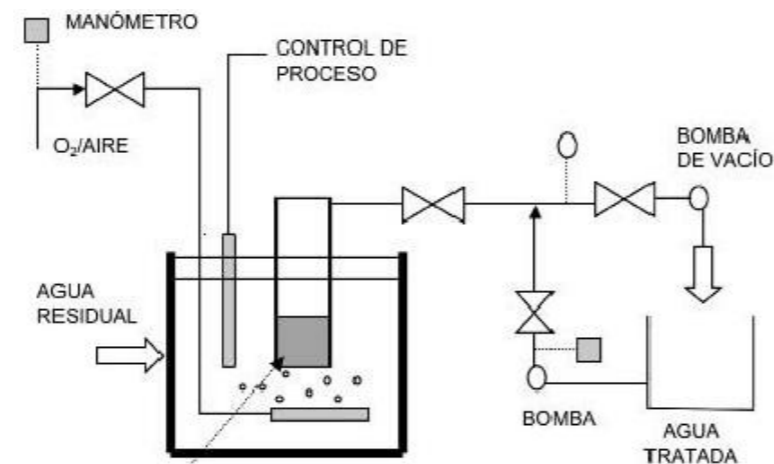 MANÓMETRO
CONTROL DE
PROCESO
O₂/AIRE
BOMBA
DE VACÍO
AGUA
RESIDUAL
BOMBA
AGUA
TRATADA